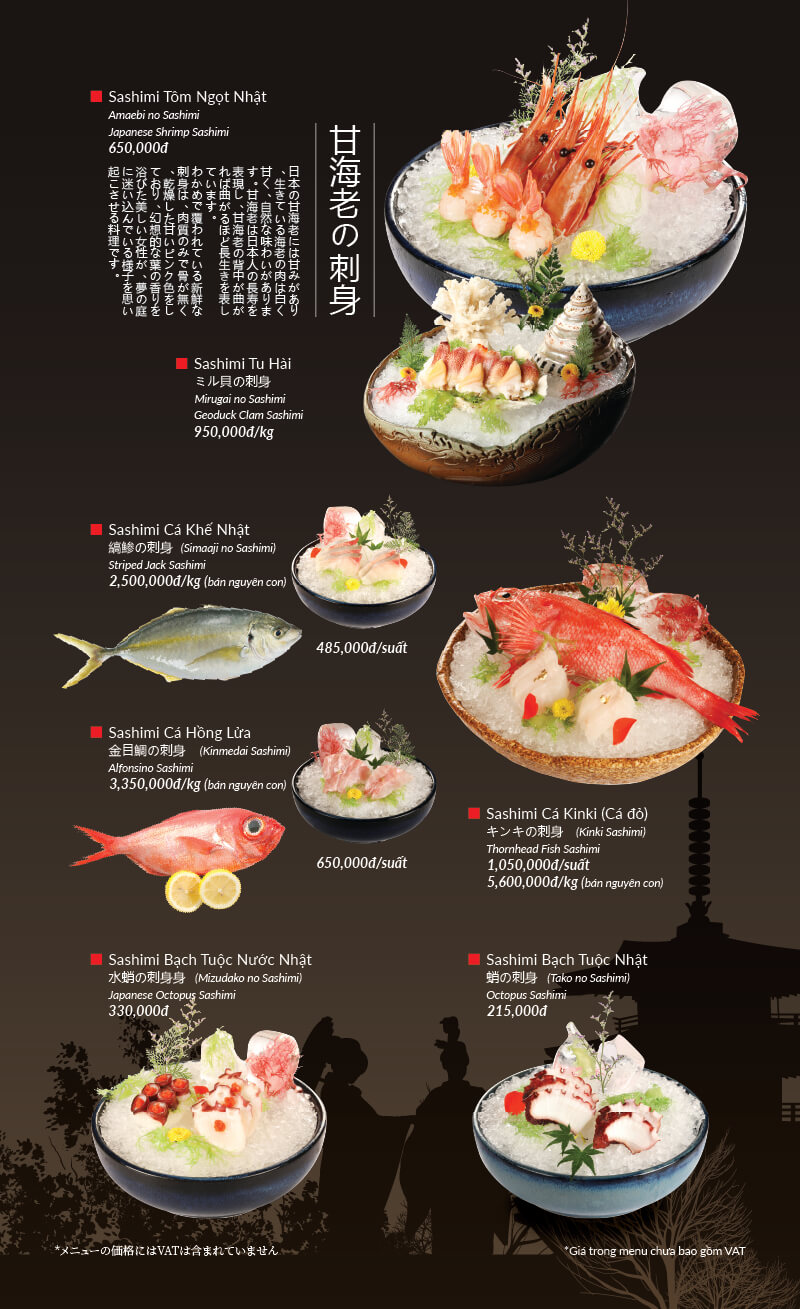 Sashimi Tôm Ngọt Nhật
Amaebi no Sashimi
Japanese Shrimp Sashimi
650,000đ
甘海老の刺身
日本の甘海老には甘みがあり
、生きている海老の肉は白く
甘く、自然な味わいがありま
す。甘海老は日本人の長寿を
表現し、甘海老の背中が曲が
れば曲がるほど長生きを表し
ています。
わかめで覆われている新鮮な
刺身は、肉質のみで骨が無く
、乾燥した甘いピンク色をし
ており、幻想的な葉の香りを
浴びた美しい女性が、夢の庭
に迷い込んでいる様子を思い
起こさせる料理です。
Sashimi Tu Hài
ミル貝の刺身
Mirugai no Sashimi
Geoduck Clam Sashimi
950,000đ/kg
Sashimi Cá Khế Nhật
縞鯵の刺身 (Simaaji no Sashimi)
Striped Jack Sashimi
2,500,000đ/kg (bán nguyên con)
485,000đ/suất
Sashimi Cá Hồng Lửa
金目鯛の刺身 (Kinmedai Sashimi)
Alfonsino Sashimi
3,350,000đ/kg (bán nguyên con)
650,000đ/suất
Sashimi Cá Kinki (Cá đỏ)
キンキの刺身 (Kinki Sashimi)
Thornhead Fish Sashimi
1,050,000đ/suất
5,600,000đ/kg (bán nguyên con)
Sashimi Bạch Tuộc Nước Nhật
水蛸の刺身身 (Mizudako no Sashimi)
Japanese Octopus Sashimi
330,000đ
Sashimi Bạch Tuộc Nhật
蛸の刺身 (Tako no Sashimi)
Octopus Sashimi
215,000đ
*メニューの価格にはVATは含まれていません
*Giá trong menu chưa bao gồm VAT